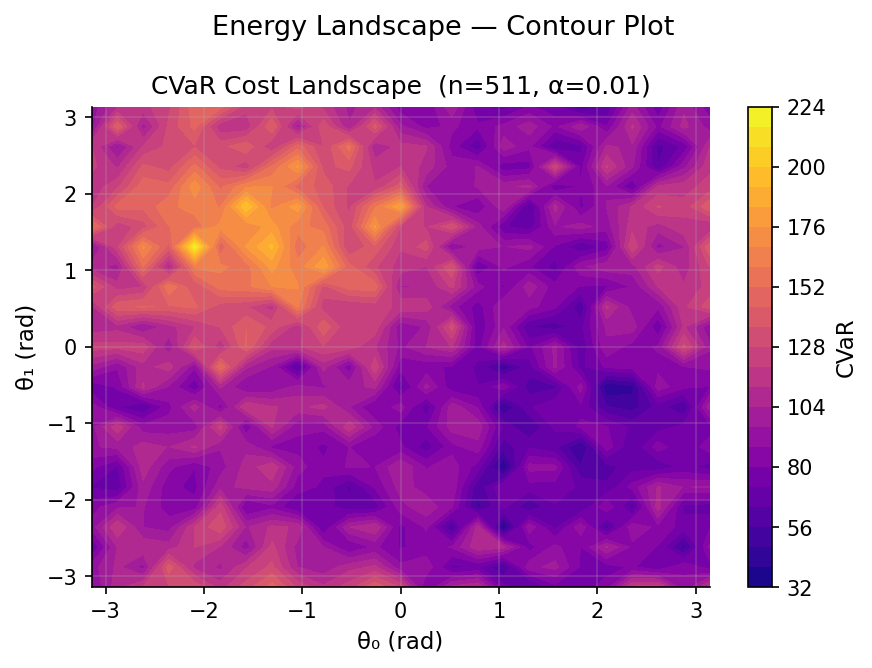 Energy Landscape — Contour Plot
CVaR Cost Landscape (n=511, α=0.01)
3
2
1
0
−1
−2
−3
θ₁ (rad)
−3 −2 −1 0 1 2 3
θ₀ (rad)
224
200
176
152
128
104
80
56
32
CVaR